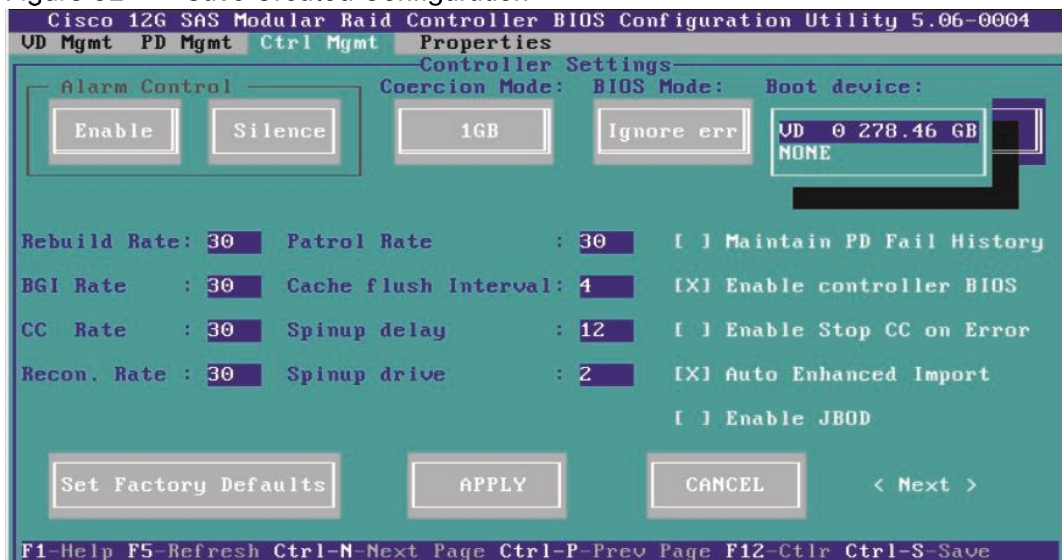 Cisco 12G SAS Modular Raid Controller BIOS Configuration Utility 5.06-0004
VD Mgmt PD Mgmt Ctrl Mgmt Properties
Controller Settings
Alarm Control Coercion Mode: BIOS Mode: Boot device:
Enable Silence 1GB Ignore err VD 0 278.46 GB
NONE
Rebuild Rate: 30 Patrol Rate : 30 [ ] Maintain PD Fail History
BGI Rate : 30 Cache flush Interval: 4 [X] Enable controller BIOS
CC Rate : 30 Spinup delay : 12 [ ] Enable Stop CC on Error
Recon. Rate : 30 Spinup drive : 2 [X] Auto Enhanced Import
[ ] Enable JBOD
Set Factory Defaults APPLY CANCEL < Next >
F1-Help F5-Refresh Ctrl-N-Next Page Ctrl-P-Prev Page F12-Ctlr Ctrl-S-Save